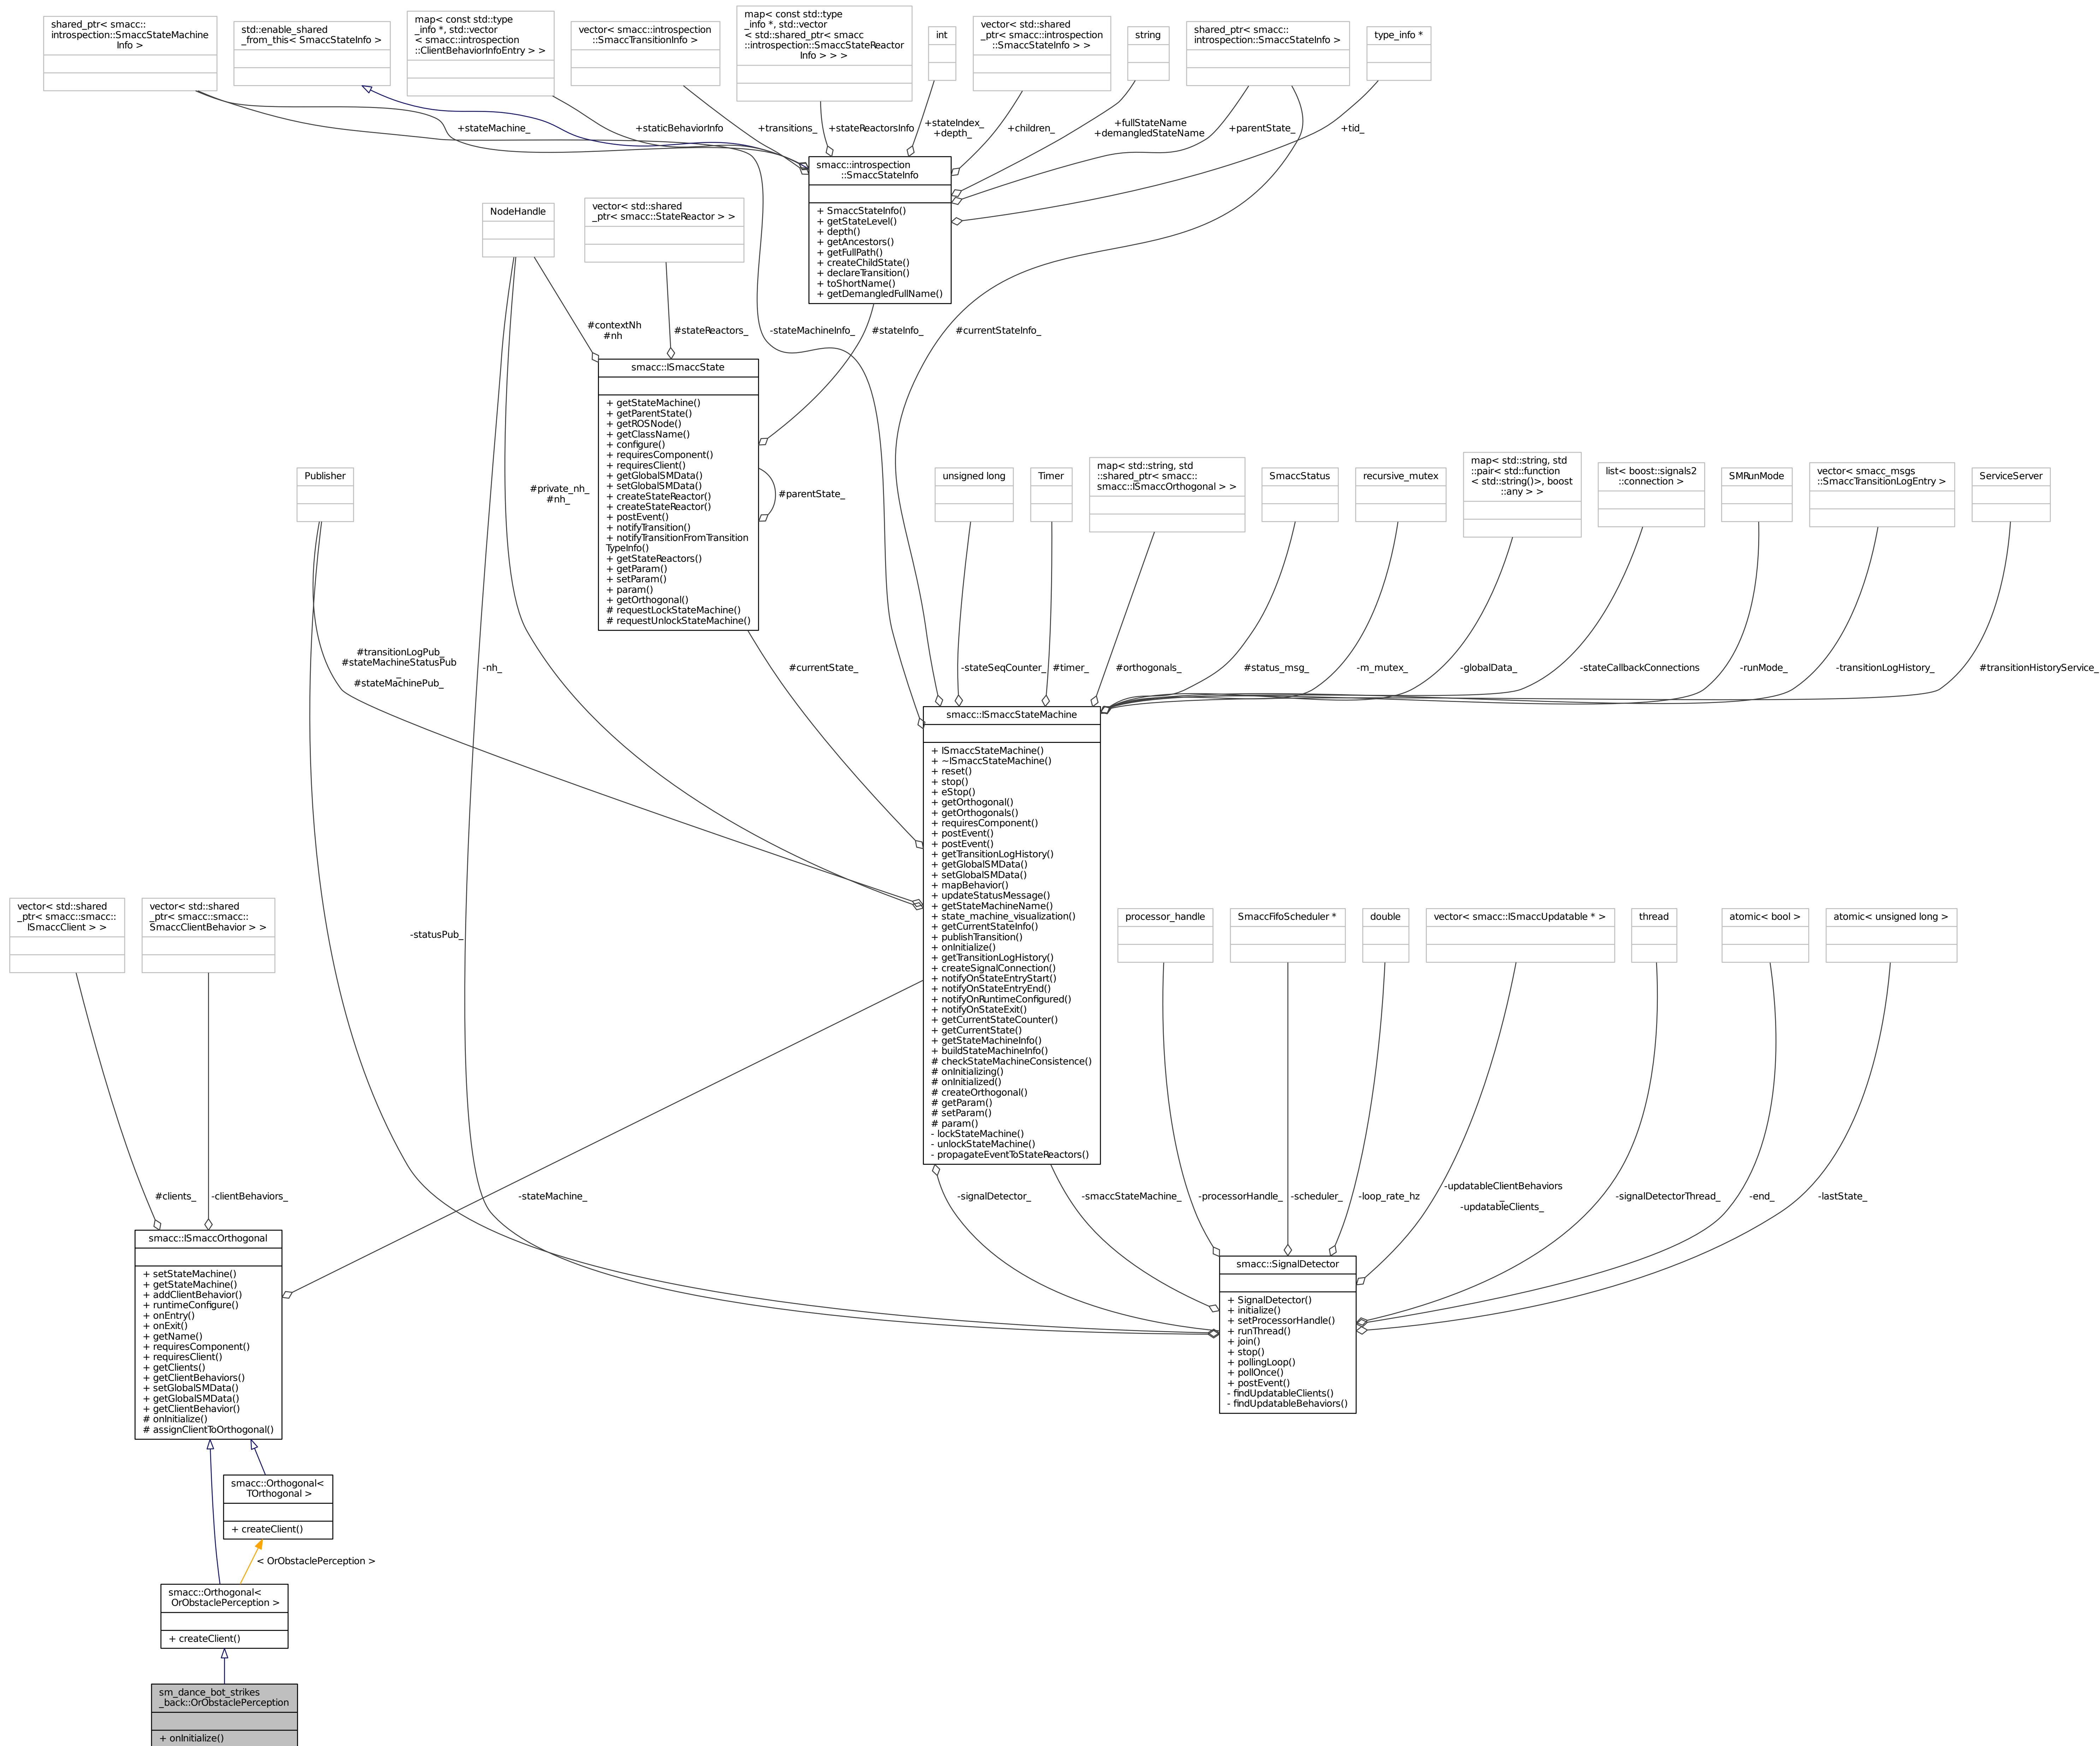 shared_ptr< smacc::
introspection::SmaccStateMachine
Info >
std::enable_shared
_from_this< SmaccStateInfo >
map< const std::type
_info *, std::vector
< smacc::introspection
::ClientBehaviorInfoEntry > >
vector< smacc::introspection
::SmaccTransitionInfo >
map< const std::type
_info *, std::vector
< std::shared_ptr< smacc
::introspection::SmaccStateReactor
Info > > >
int
vector< std::shared
_ptr< smacc::introspection
::SmaccStateInfo > >
string
shared_ptr< smacc::
introspection::SmaccStateInfo >
type_info *
+stateMachine_
+staticBehaviorInfo
+transitions_
+stateReactorsInfo
+stateIndex_
+depth_
+children_
+fullStateName
+demangledStateName
+parentState_
+tid_
smacc::introspection
::SmaccStateInfo
+ SmaccStateInfo()
+ getStateLevel()
+ depth()
+ getAncestors()
+ getFullPath()
+ createChildState()
+ declareTransition()
+ toShortName()
+ getDemangledFullName()
NodeHandle
vector< std::shared
_ptr< smacc::StateReactor > >
#contextNh
#nh
#stateReactors_
-stateMachineInfo_
#stateInfo_
#currentStateInfo_
smacc::ISmaccState
+ getStateMachine()
+ getParentState()
+ getROSNode()
+ getClassName()
+ configure()
+ requiresComponent()
+ requiresClient()
+ getGlobalSMData()
+ setGlobalSMData()
+ createStateReactor()
+ createStateReactor()
+ postEvent()
+ notifyTransition()
+ notifyTransitionFromTransition
TypeInfo()
+ getStateReactors()
+ getParam()
+ setParam()
+ param()
+ getOrthogonal()
# requestLockStateMachine()
# requestUnlockStateMachine()
#parentState_
#private_nh_
#nh_
Publisher
unsigned long
Timer
map< std::string, std
::shared_ptr< smacc::
smacc::ISmaccOrthogonal > >
SmaccStatus
recursive_mutex
map< std::string, std
::pair< std::function
< std::string()>, boost
::any > >
list< boost::signals2
::connection >
SMRunMode
vector< smacc_msgs
::SmaccTransitionLogEntry >
ServiceServer
#transitionLogPub_
#stateMachineStatusPub
_
#stateMachinePub_
-nh_
#currentState_
-stateSeqCounter_
#timer_
#orthogonals_
#status_msg_
-m_mutex_
-globalData_
-stateCallbackConnections
-runMode_
-transitionLogHistory_
#transitionHistoryService_
smacc::ISmaccStateMachine
+ ISmaccStateMachine()
+ ~ISmaccStateMachine()
+ reset()
+ stop()
+ eStop()
+ getOrthogonal()
+ getOrthogonals()
+ requiresComponent()
+ postEvent()
+ postEvent()
+ getTransitionLogHistory()
+ getGlobalSMData()
+ setGlobalSMData()
+ mapBehavior()
+ updateStatusMessage()
+ getStateMachineName()
+ state_machine_visualization()
+ getCurrentStateInfo()
+ publishTransition()
+ onInitialize()
+ getTransitionLogHistory()
+ createSignalConnection()
+ notifyOnStateEntryStart()
+ notifyOnStateEntryEnd()
+ notifyOnRuntimeConfigured()
+ notifyOnStateExit()
+ getCurrentStateCounter()
+ getCurrentState()
+ getStateMachineInfo()
+ buildStateMachineInfo()
# checkStateMachineConsistence()
# onInitializing()
# onInitialized()
# createOrthogonal()
# getParam()
# setParam()
# param()
- lockStateMachine()
- unlockStateMachine()
- propagateEventToStateReactors()
vector< std::shared
_ptr< smacc::smacc::
ISmaccClient > >
vector< std::shared
_ptr< smacc::smacc::
SmaccClientBehavior > >
-statusPub_
processor_handle
SmaccFifoScheduler *
double
vector< smacc::ISmaccUpdatable * >
thread
atomic< bool >
atomic< unsigned long >
#clients_
-clientBehaviors_
-stateMachine_
-signalDetector_
-smaccStateMachine_
-processorHandle_
-scheduler_
-loop_rate_hz
-updatableClientBehaviors
_
-updatableClients_
-signalDetectorThread_
-end_
-lastState_
smacc::ISmaccOrthogonal
+ setStateMachine()
+ getStateMachine()
+ addClientBehavior()
+ runtimeConfigure()
+ onEntry()
+ onExit()
+ getName()
+ requiresComponent()
+ requiresClient()
+ getClients()
+ getClientBehaviors()
+ setGlobalSMData()
+ getGlobalSMData()
+ getClientBehavior()
# onInitialize()
# assignClientToOrthogonal()
smacc::SignalDetector
+ SignalDetector()
+ initialize()
+ setProcessorHandle()
+ runThread()
+ join()
+ stop()
+ pollingLoop()
+ pollOnce()
+ postEvent()
- findUpdatableClients()
- findUpdatableBehaviors()
smacc::Orthogonal<
TOrthogonal >
+ createClient()
< OrObstaclePerception >
smacc::Orthogonal<
OrObstaclePerception >
+ createClient()
sm_dance_bot_strikes
_back::OrObstaclePerception
+ onInitialize()